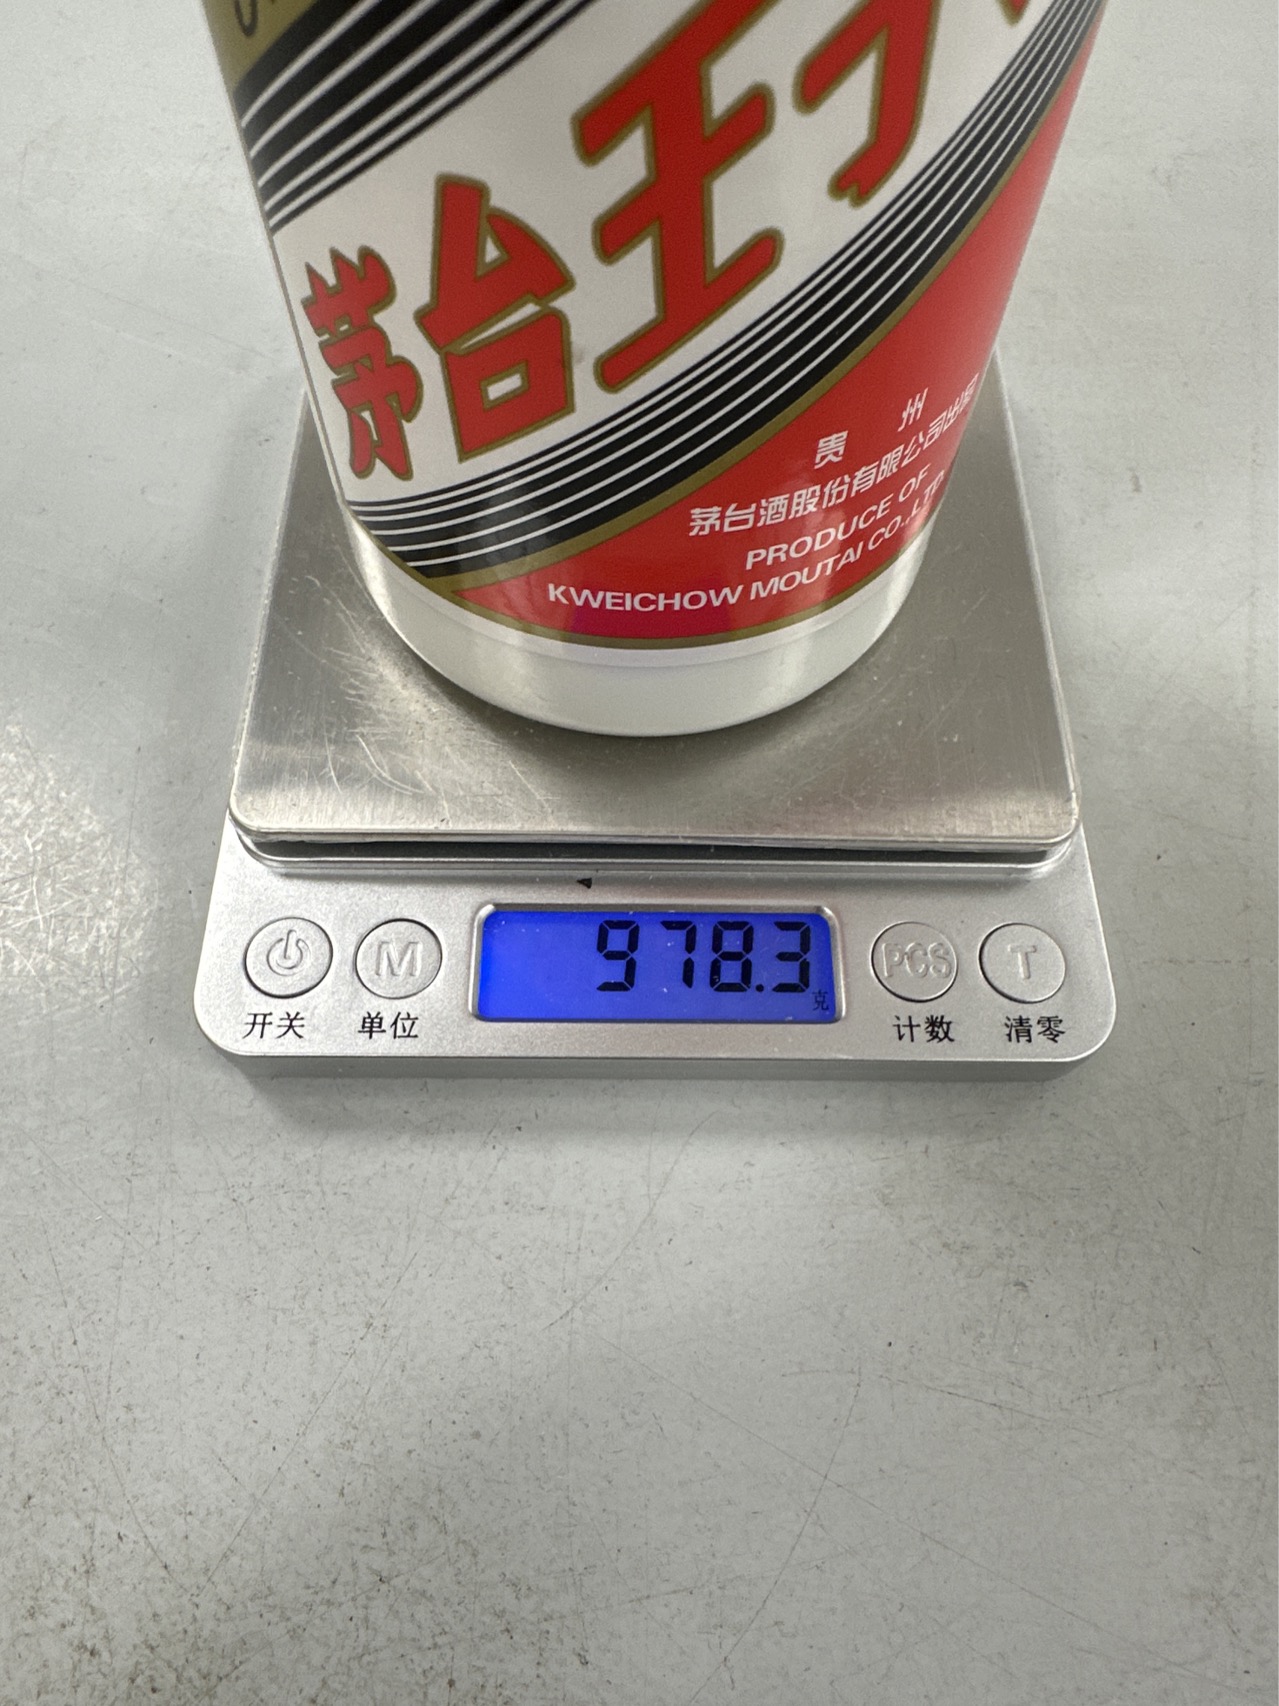 茅台王子
贵 州
茅台酒股份有限公司出品
PRODUCE OF
KWEICHOW MOUTAI CO.,LTD
978.3
克
M
PCS
T
开关
单位
计数
清零